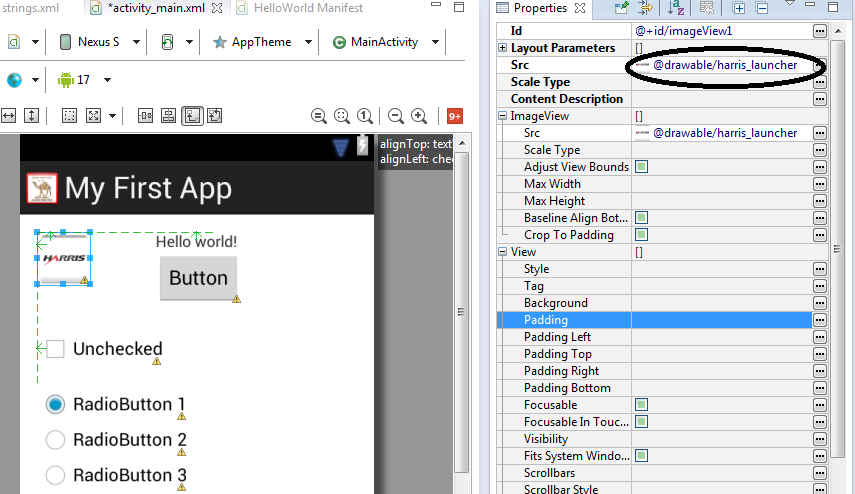 strings.xml
*activity_main.xml
HelloWorld Manifest
Nexus S
AppTheme
MainActivity
17
9+
alignTop: text
alignLeft: che
My First App
HARRIS
Hello world!
Button
Unchecked
RadioButton 1
RadioButton 2
RadioButton 3
Properties
Id @+id/imageView1
Layout Parameters []
Src @drawable/harris_launcher
Scale Type
Content Description
ImageView []
Src @drawable/harris_launcher
Scale Type
Adjust View Bounds
Max Width
Max Height
Baseline Align Bot...
Crop To Padding
View []
Style
Tag
Background
Padding
Padding Left
Padding Top
Padding Right
Padding Bottom
Focusable
Focusable In Touc...
Visibility
Fits System Windo...
Scrollbars
Scrollbar Style